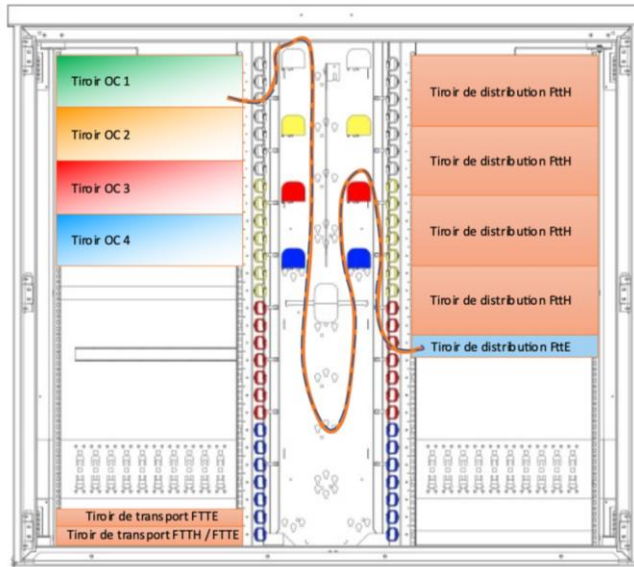 Tiroir OC 1
Tiroir OC 2
Tiroir OC 3
Tiroir OC 4
Tiroir de transport FTTE
Tiroir de transport FTTH / FTTE
Tiroir de distribution FttH
Tiroir de distribution FttH
Tiroir de distribution FttH
Tiroir de distribution FttH
Tiroir de distribution FttE